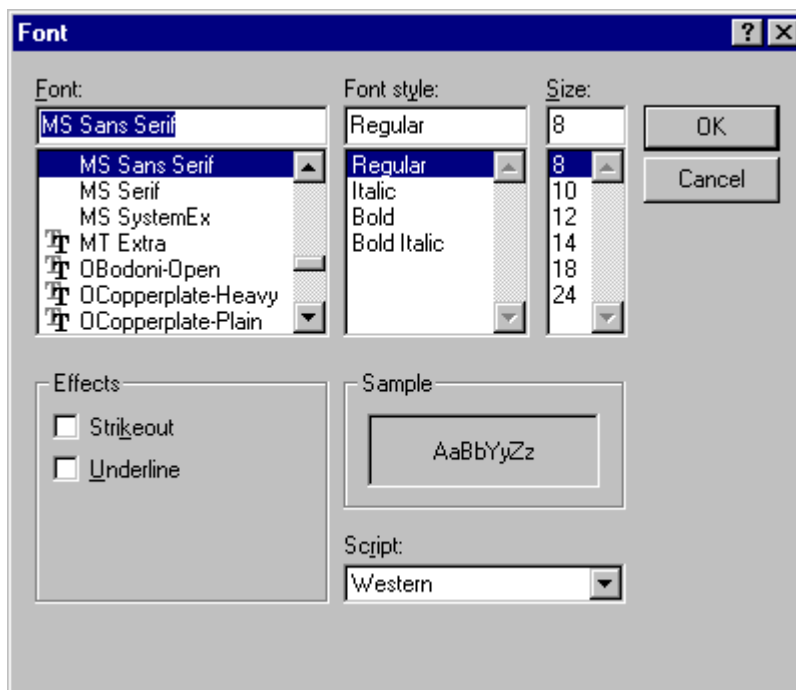 Font
Font:
MS Sans Serif
MS Sans Serif
MS Serif
MS SystemEx
MT Extra
OBodoni-Open
OCopperplate-Heavy
OCopperplate-Plain
Font style:
Regular
Regular
Italic
Bold
Bold Italic
Size:
8
8
10
12
14
18
24
OK
Cancel
Effects
Strikeout
Underline
Sample
AaBbYyZz
Script:
Western